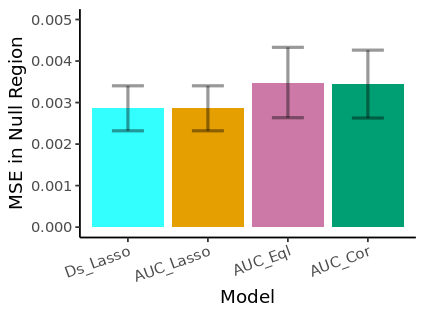 0.005
0.004
0.003
0.002
0.001
0.000
MSE in Null Region
Ds_Lasso
AUC_Lasso
AUC_Eql
AUC_Cor
Model